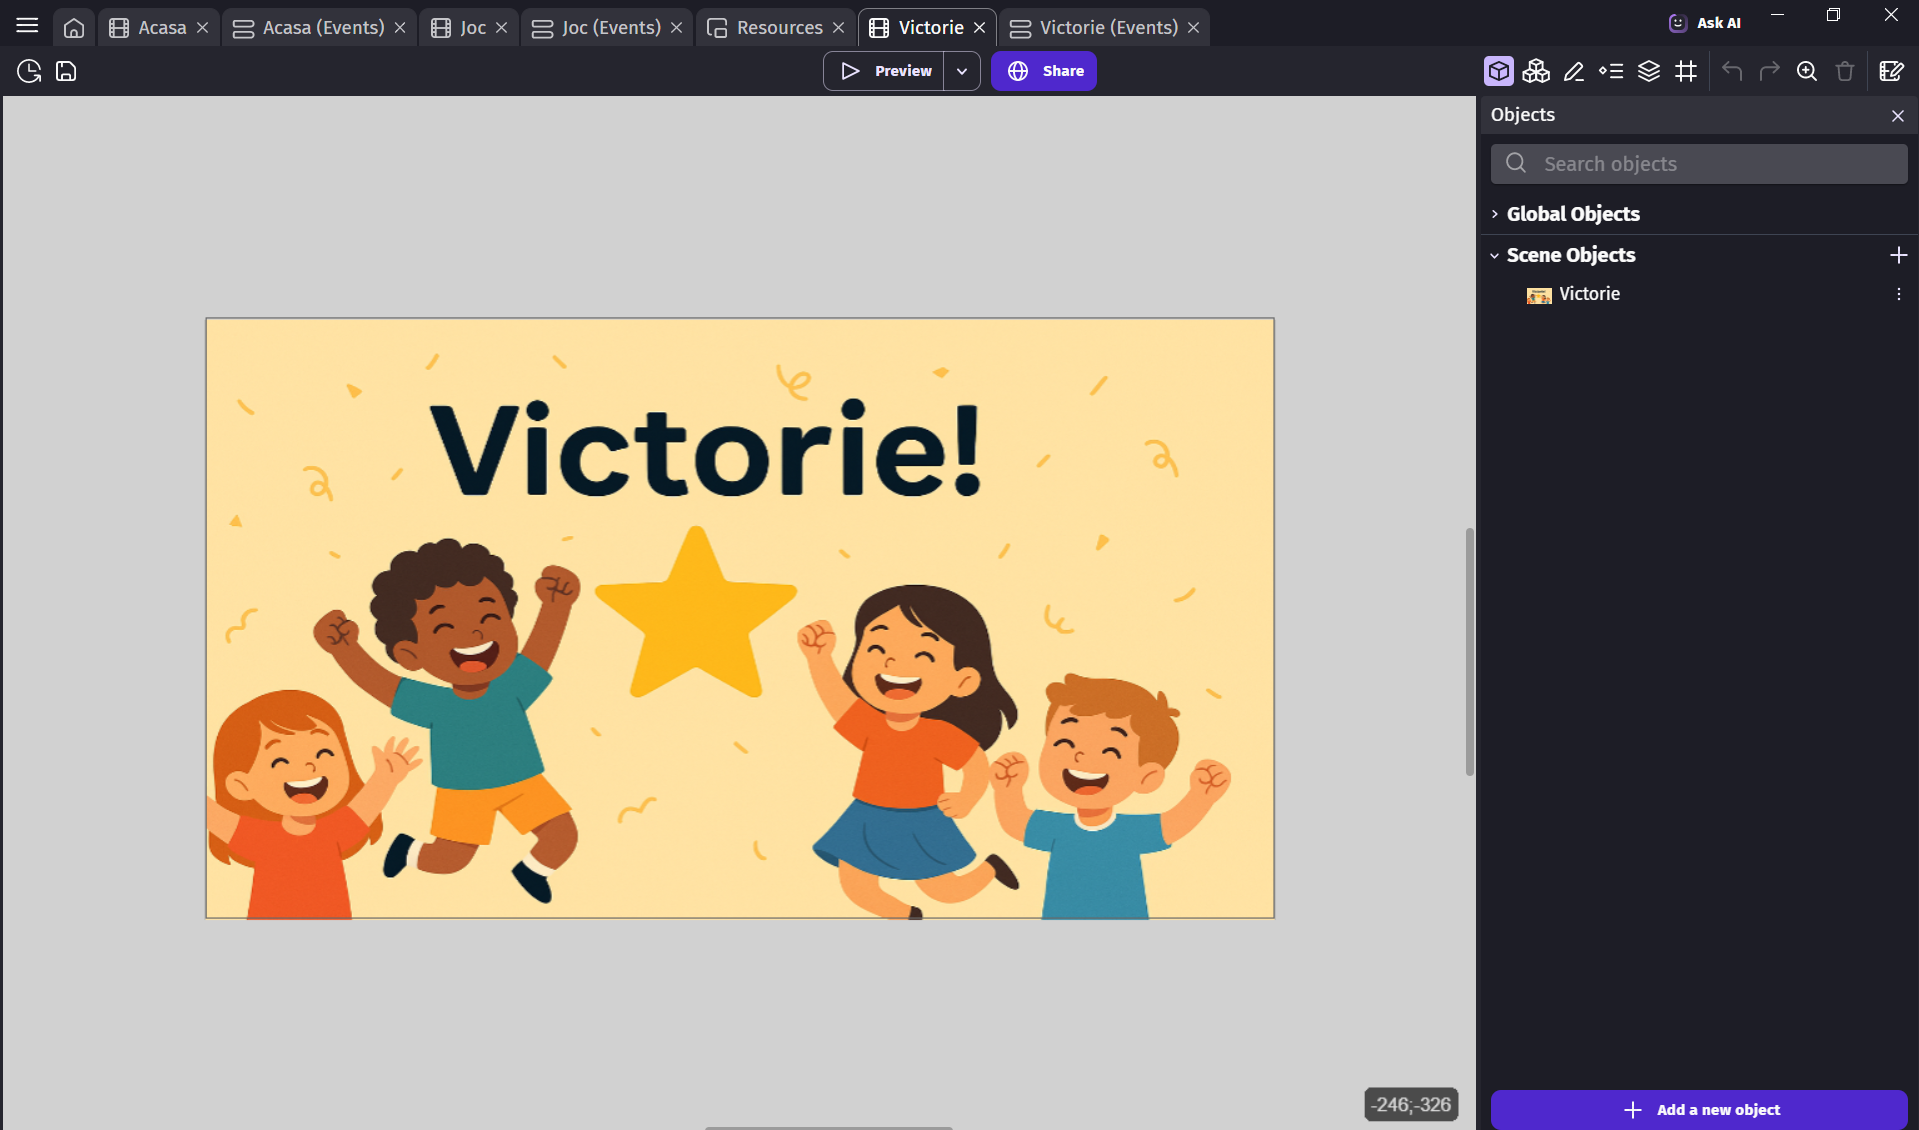 Acasa
Acasa (Events)
Joc
Joc (Events)
Resources
Victorie
Victorie (Events)
Ask AI
Preview
Share
Objects
Search objects
Global Objects
Scene Objects
Victorie
Victorie!
-246;-326
Add a new object